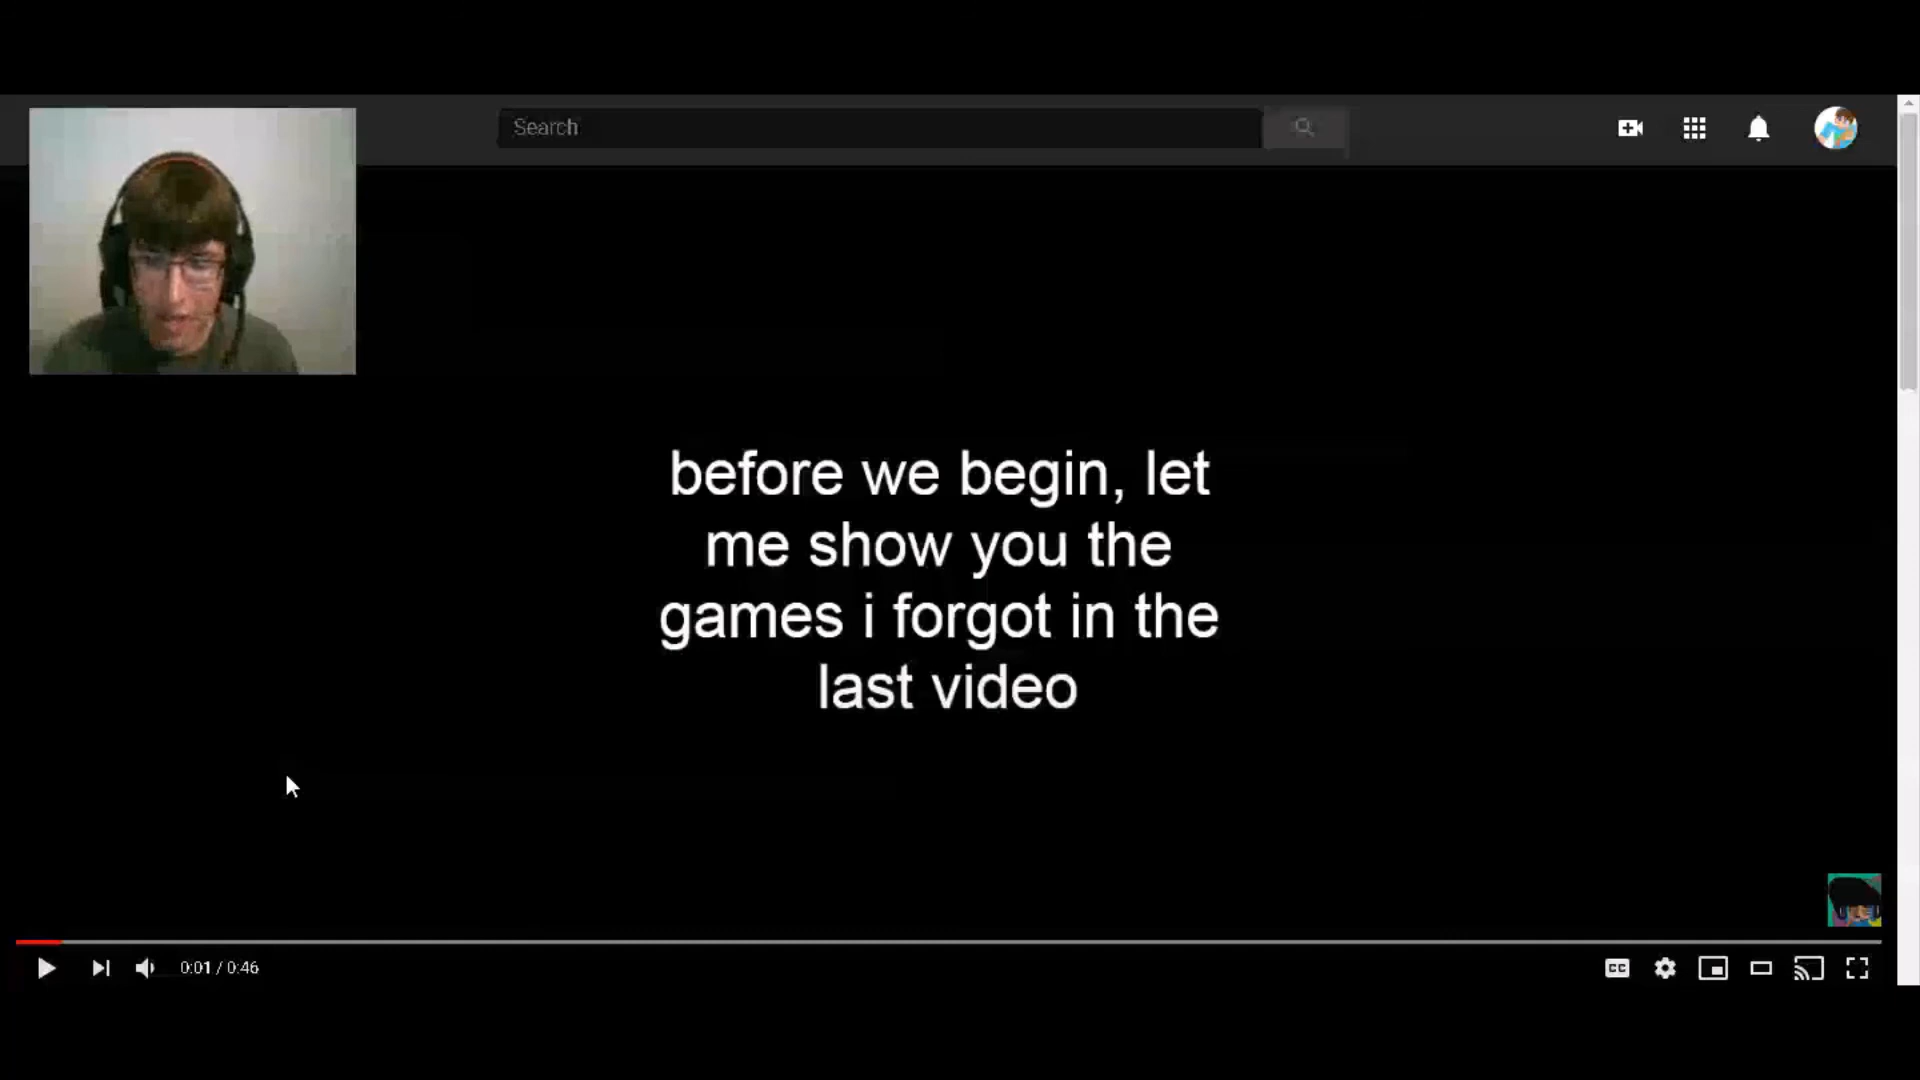 Search
before we begin, let
me show you the
games i forgot in the
last video
0:01 / 0:46
CC